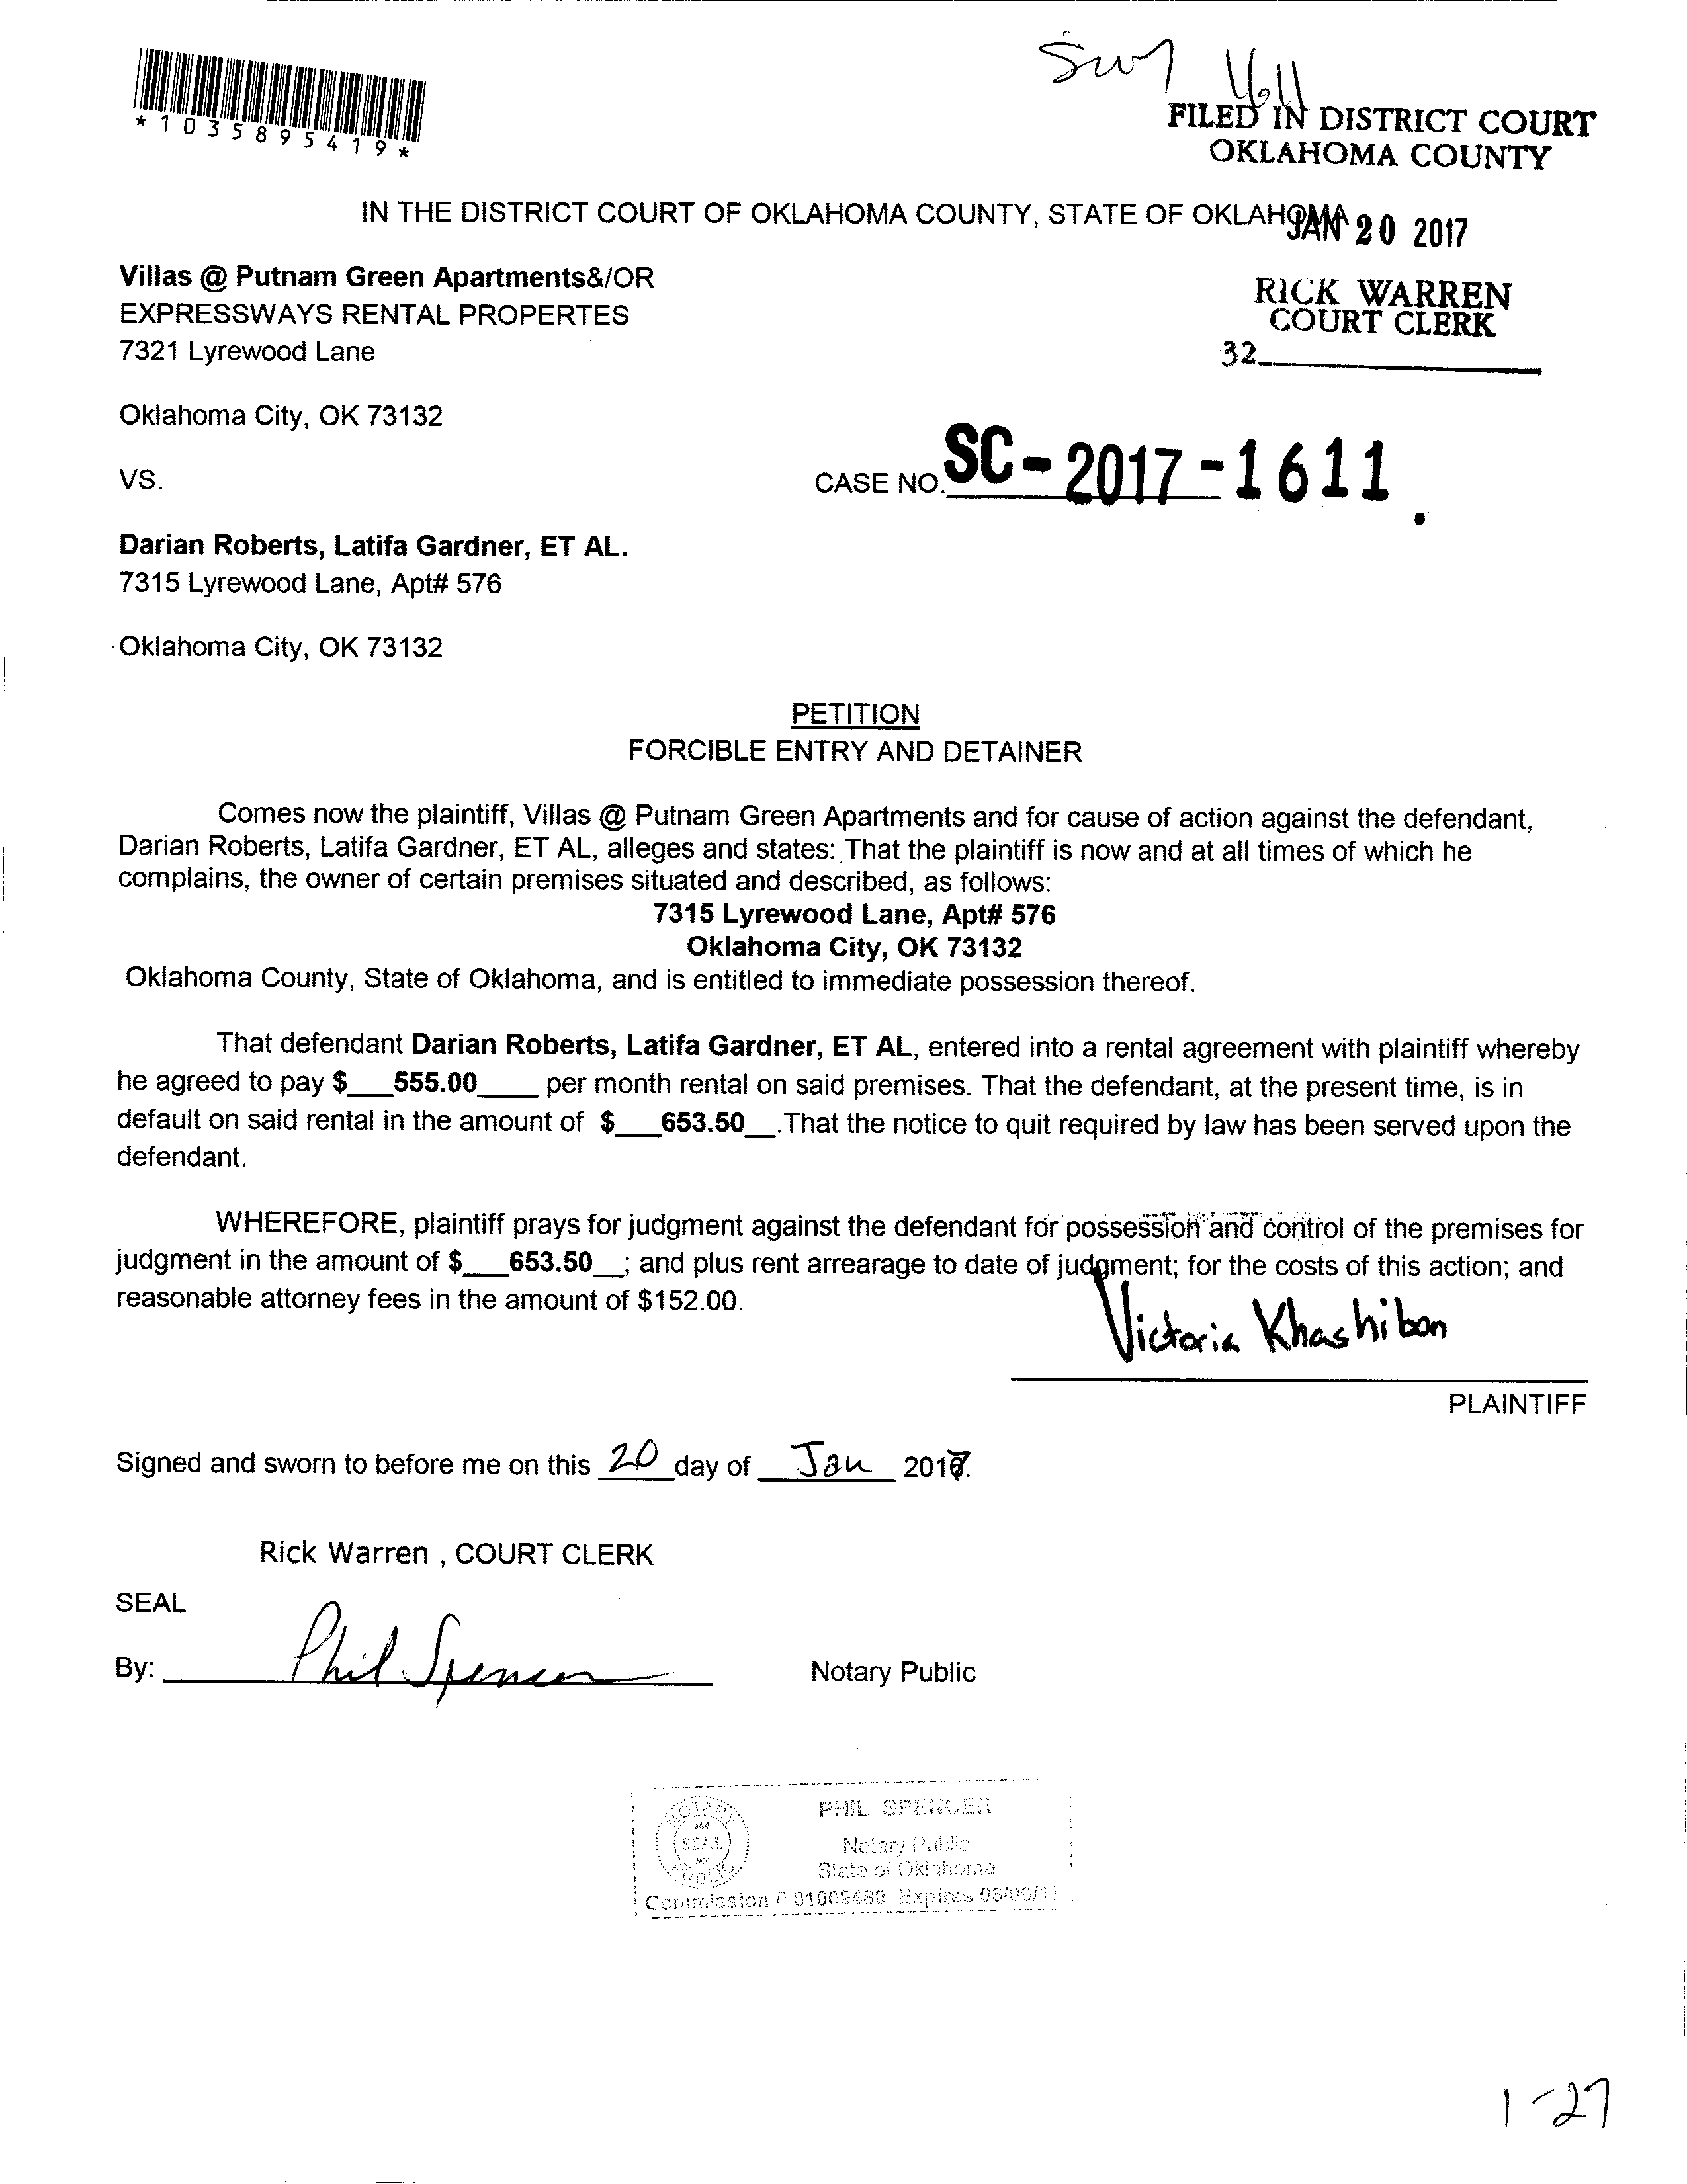 *1035895419*
FILED IN DISTRICT COURT
OKLAHOMA COUNTY
IN THE DISTRICT COURT OF OKLAHOMA COUNTY, STATE OF OKLAHOMA
JAN 20 2017
Villas @ Putnam Green Apartments&/OR
EXPRESSWAYS RENTAL PROPERTES
7321 Lyrewood Lane
RICK WARREN
COURT CLERK
32
Oklahoma City, OK 73132
VS.
CASE NO. SC-2017-1611
Darian Roberts, Latifa Gardner, ET AL.
7315 Lyrewood Lane, Apt# 576
Oklahoma City, OK 73132
PETITION
FORCIBLE ENTRY AND DETAINER
Comes now the plaintiff, Villas @ Putnam Green Apartments and for cause of action against the defendant,
Darian Roberts, Latifa Gardner, ET AL, alleges and states: That the plaintiff is now and at all times of which he
complains, the owner of certain premises situated and described, as follows:
7315 Lyrewood Lane, Apt# 576
Oklahoma City, OK 73132
Oklahoma County, State of Oklahoma, and is entitled to immediate possession thereof.
That defendant Darian Roberts, Latifa Gardner, ET AL, entered into a rental agreement with plaintiff whereby
he agreed to pay $___555.00____ per month rental on said premises. That the defendant, at the present time, is in
default on said rental in the amount of $___653.50__.That the notice to quit required by law has been served upon the
defendant.
WHEREFORE, plaintiff prays for judgment against the defendant for possession and control of the premises for
judgment in the amount of $___653.50__; and plus rent arrearage to date of judgment; for the costs of this action; and
reasonable attorney fees in the amount of $152.00.
Victoria Khashibon
PLAINTIFF
Signed and sworn to before me on this 20 day of Jan 2017.
Rick Warren , COURT CLERK
SEAL
By: Phil Spencer Notary Public
NOTARY SEAL PUBLIC
PHIL SPENCER
Notary Public
State of Oklahoma
Commission # 01009480 Expires
1-27